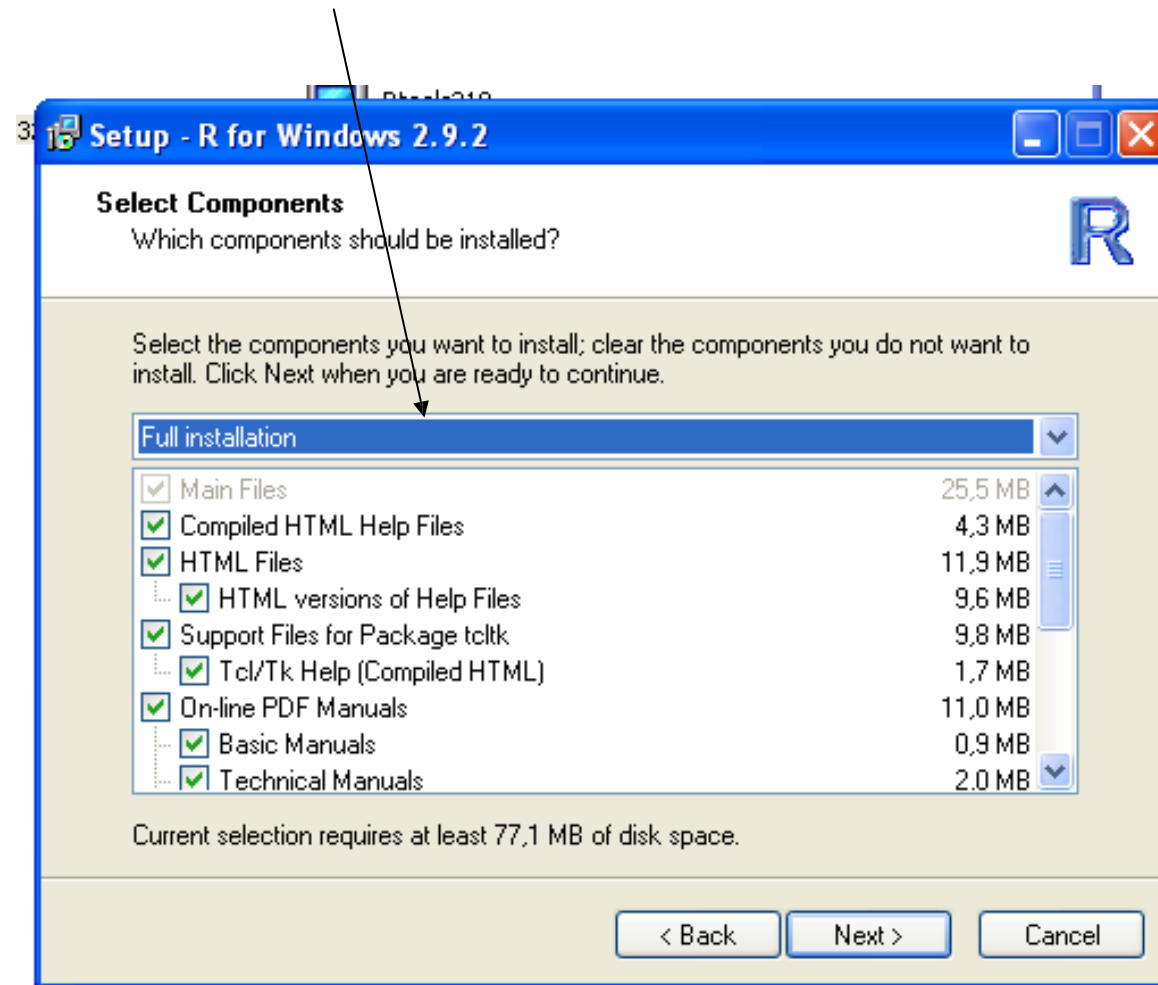 Setup - R for Windows 2.9.2
Select Components
Which components should be installed?
R
Select the components you want to install; clear the components you do not want to
install. Click Next when you are ready to continue.
Full installation
Main Files 25,5 MB
Compiled HTML Help Files 4,3 MB
HTML Files 11,9 MB
HTML versions of Help Files 9,6 MB
Support Files for Package tcltk 9,8 MB
Tcl/Tk Help (Compiled HTML) 1,7 MB
On-line PDF Manuals 11,0 MB
Basic Manuals 0,9 MB
Technical Manuals 2.0 MB
Current selection requires at least 77,1 MB of disk space.
< Back Next > Cancel